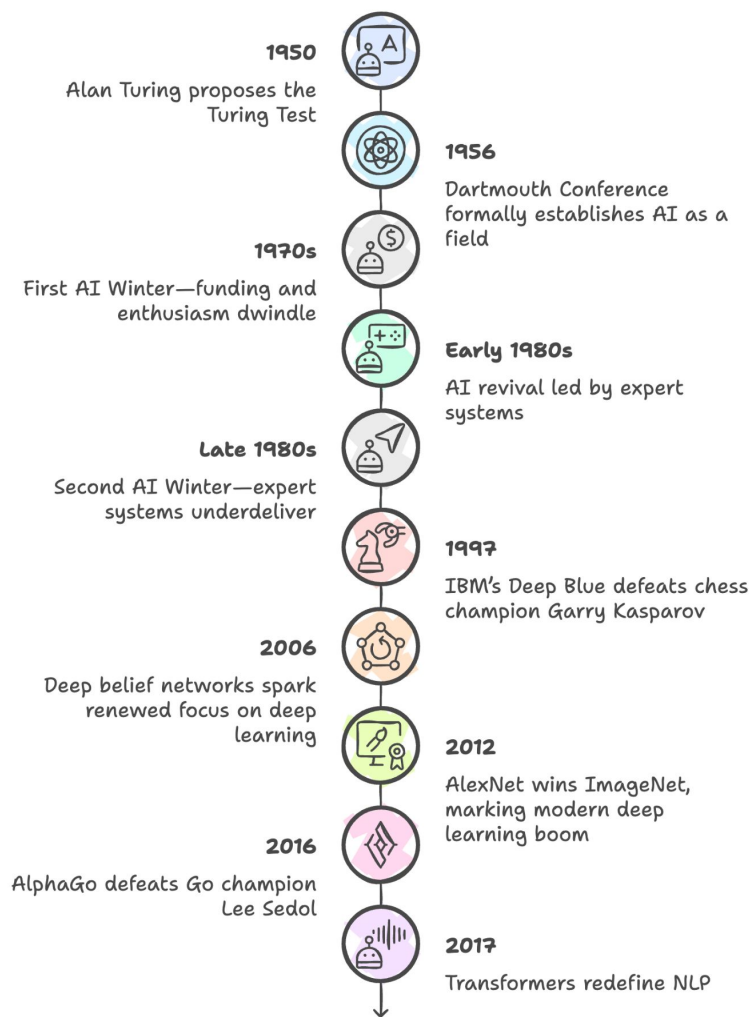 1950
Alan Turing proposes the
Turing Test
1956
Dartmouth Conference
formally establishes AI as a
field
1970s
First AI Winter—funding and
enthusiasm dwindle
Early 1980s
AI revival led by expert
systems
Late 1980s
Second AI Winter—expert
systems underdeliver
1997
IBM's Deep Blue defeats chess
champion Garry Kasparov
2006
Deep belief networks spark
renewed focus on deep
learning
2012
AlexNet wins ImageNet,
marking modern deep
learning boom
2016
AlphaGo defeats Go champion
Lee Sedol
2017
Transformers redefine NLP